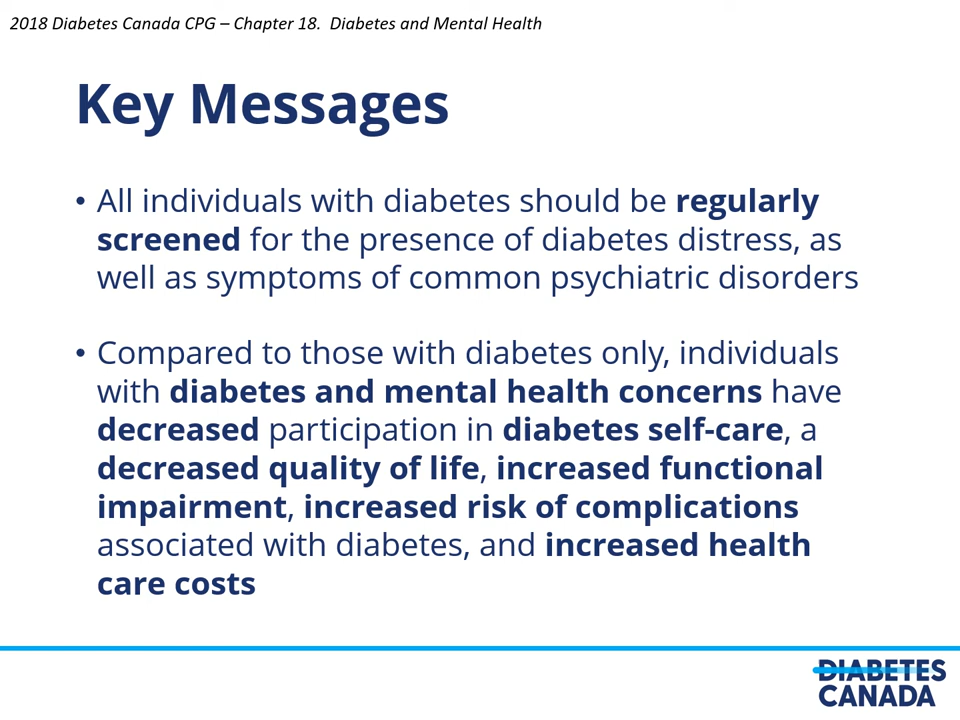 2018 Diabetes Canada CPG – Chapter 18. Diabetes and Mental Health
Key Messages
• All individuals with diabetes should be regularly
screened for the presence of diabetes distress, as
well as symptoms of common psychiatric disorders
• Compared to those with diabetes only, individuals
with diabetes and mental health concerns have
decreased participation in diabetes self-care, a
decreased quality of life, increased functional
impairment, increased risk of complications
associated with diabetes, and increased health
care costs
DIABETES
CANADA